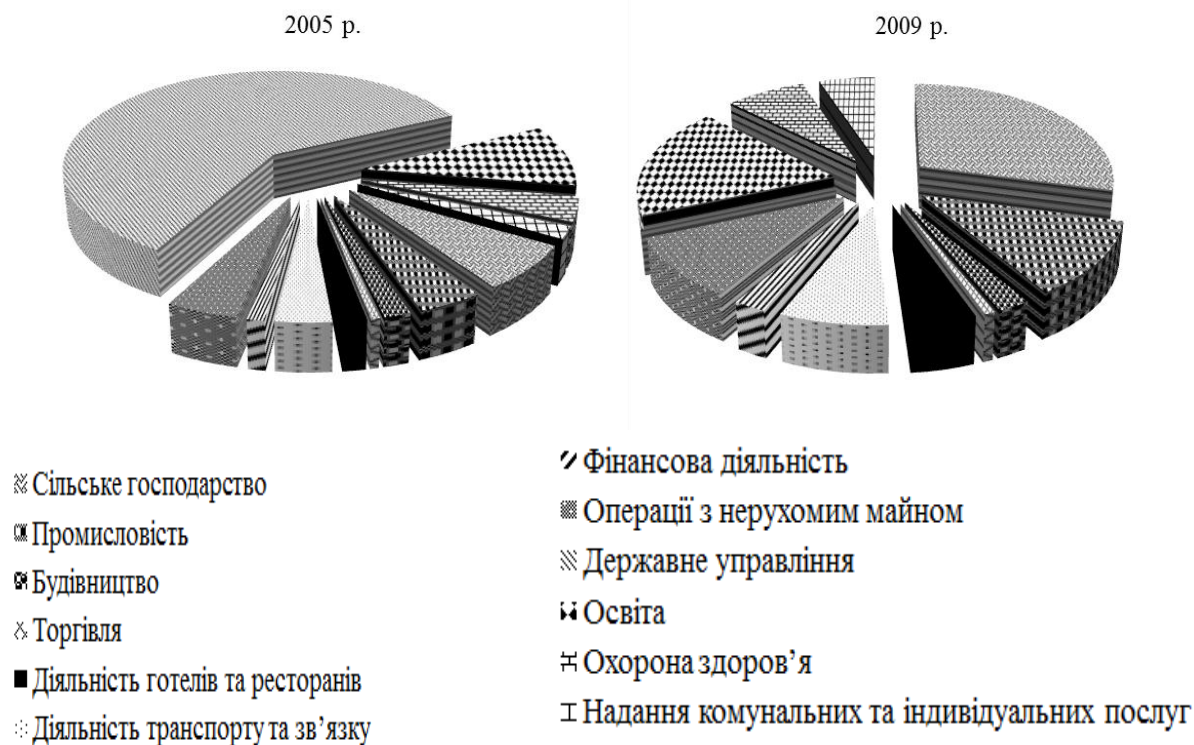 2005 р.
2009 р.
Сільське господарство
Промисловість
Будівництво
Торгівля
Діяльність готелів та ресторанів
Діяльність транспорту та зв’язку
Фінансова діяльність
Операції з нерухомим майном
Державне управління
Освіта
Охорона здоров’я
Надання комунальних та індивідуальних послуг